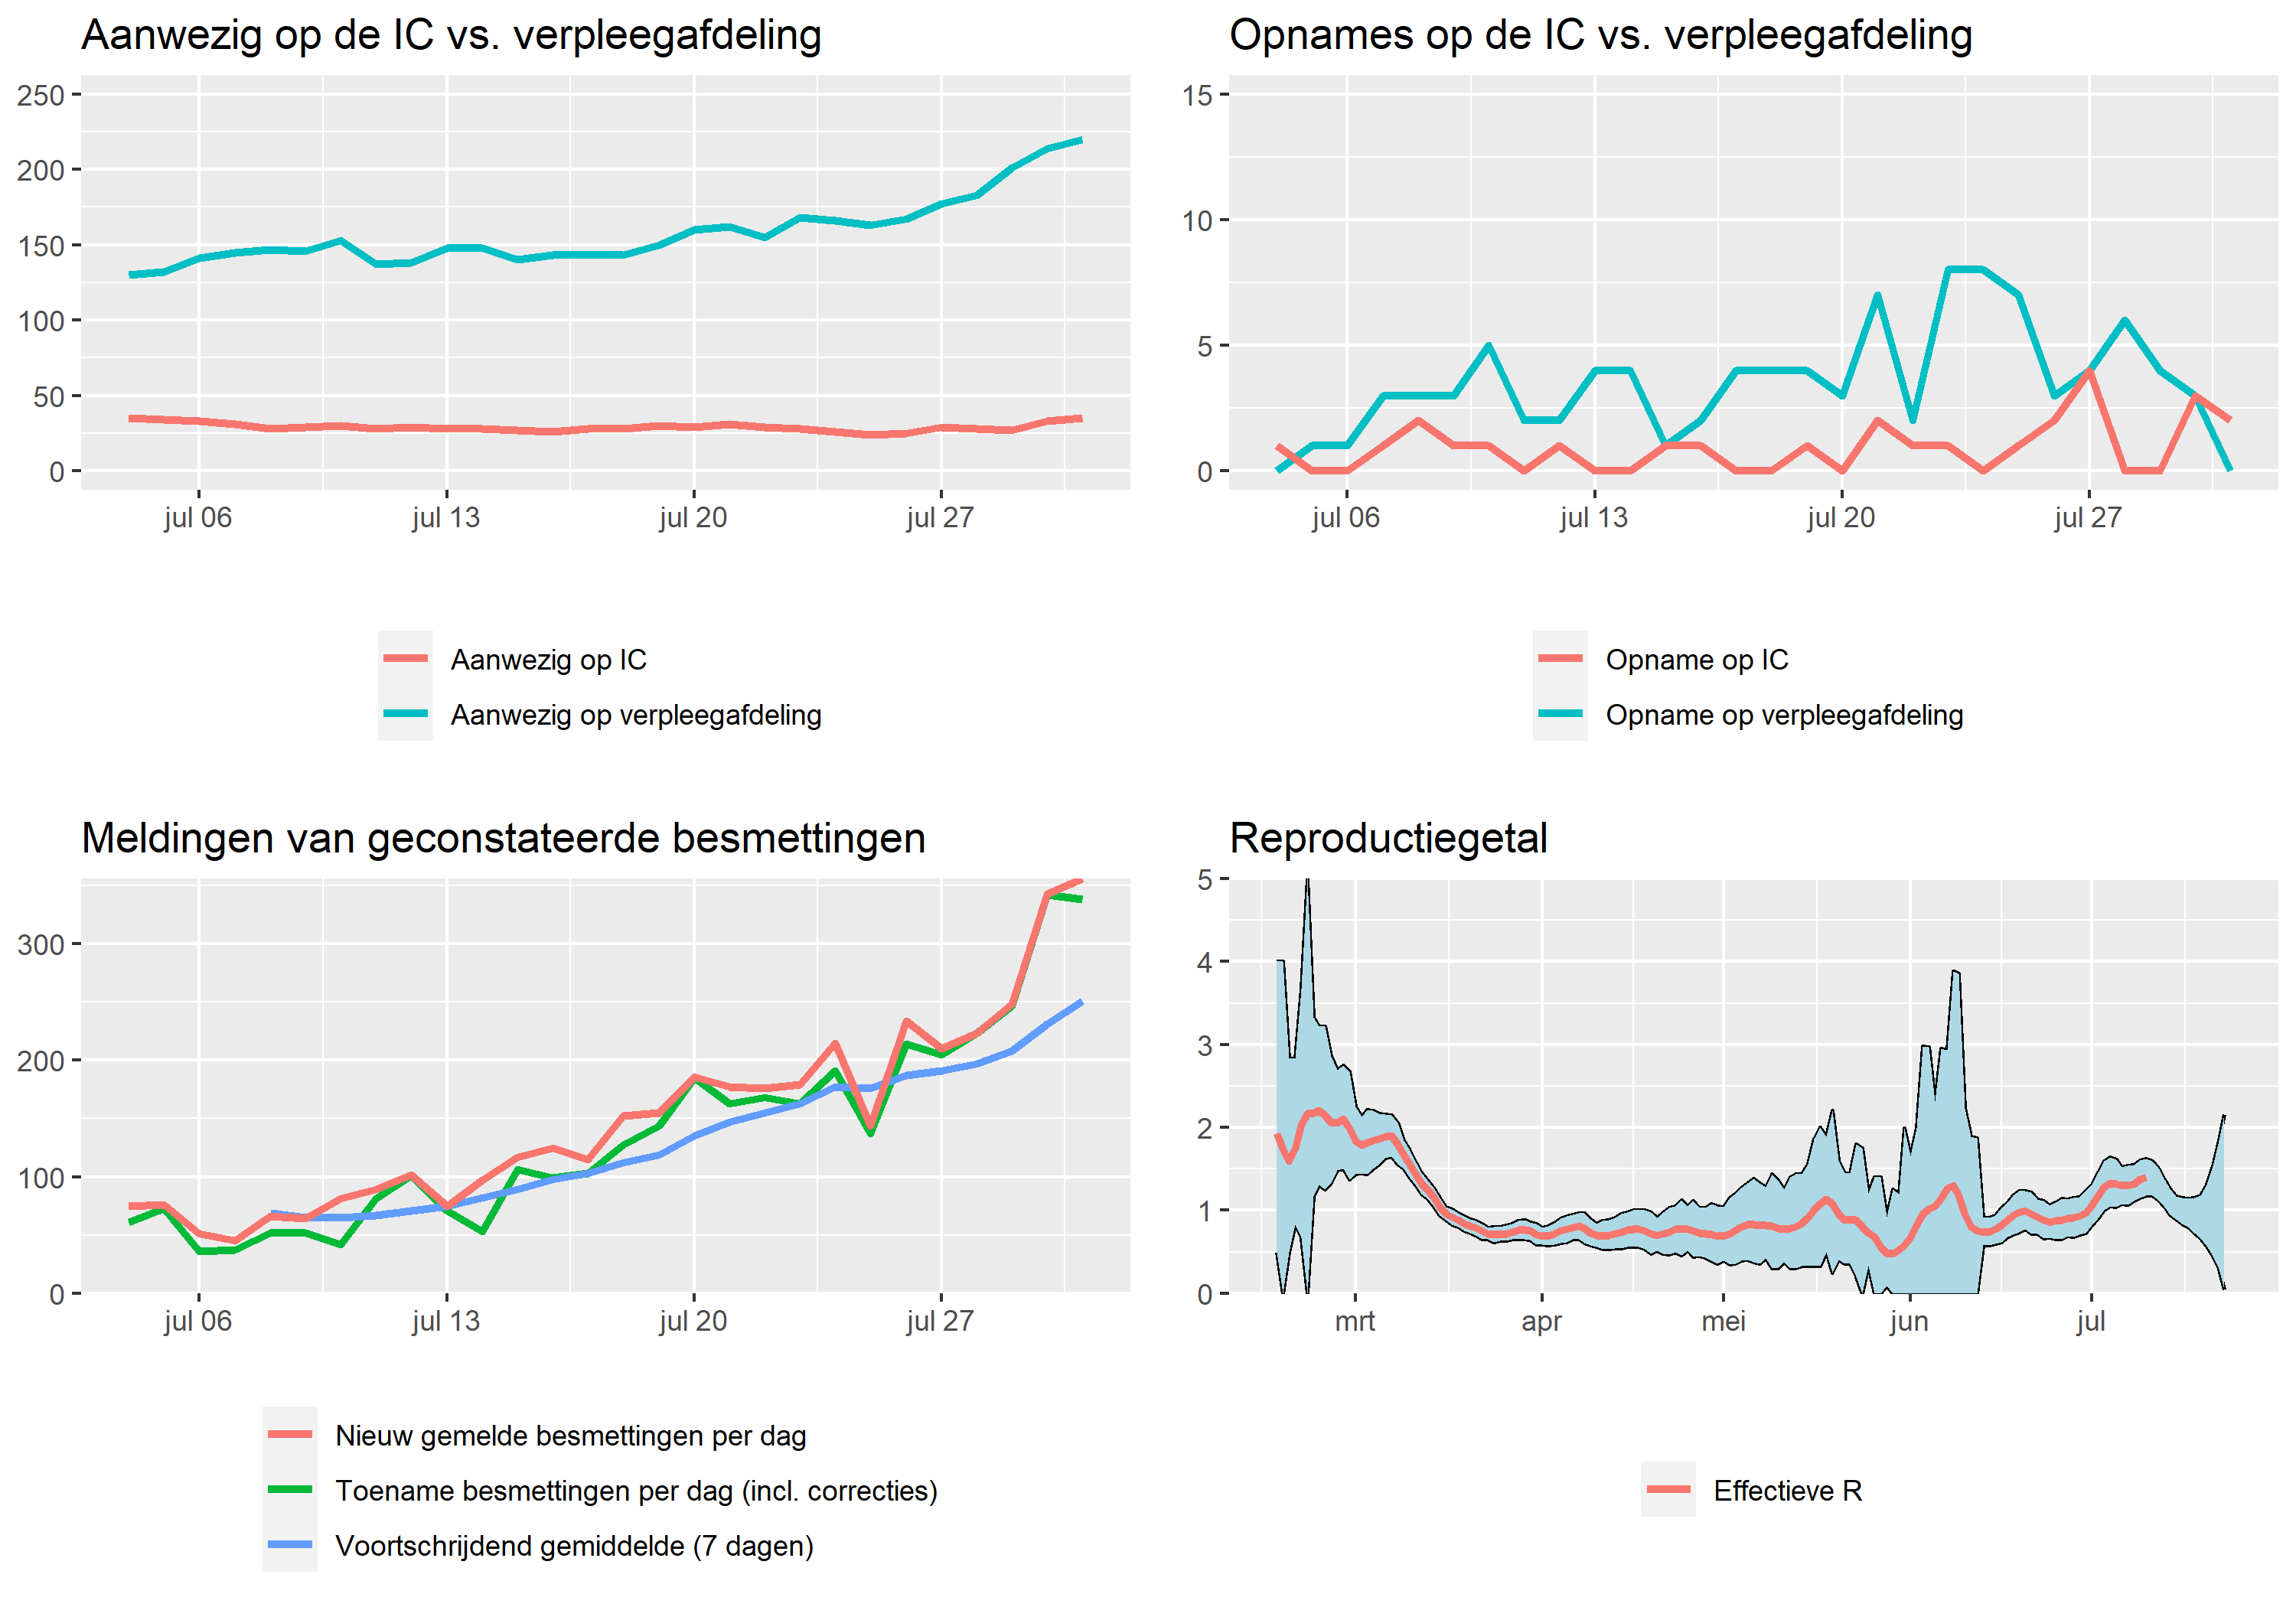 Aanwezig op de IC vs. verpleegafdeling
250
200
150
100
50
0
jul 06 jul 13 jul 20 jul 27
Aanwezig op IC
Aanwezig op verpleegafdeling
Opnames op de IC vs. verpleegafdeling
15
10
5
0
jul 06 jul 13 jul 20 jul 27
Opname op IC
Opname op verpleegafdeling
Meldingen van geconstateerde besmettingen
300
200
100
0
jul 06 jul 13 jul 20 jul 27
Nieuw gemelde besmettingen per dag
Toename besmettingen per dag (incl. correcties)
Voortschrijdend gemiddelde (7 dagen)
Reproductiegetal
5
4
3
2
1
0
mrt apr mei jun jul
Effectieve R